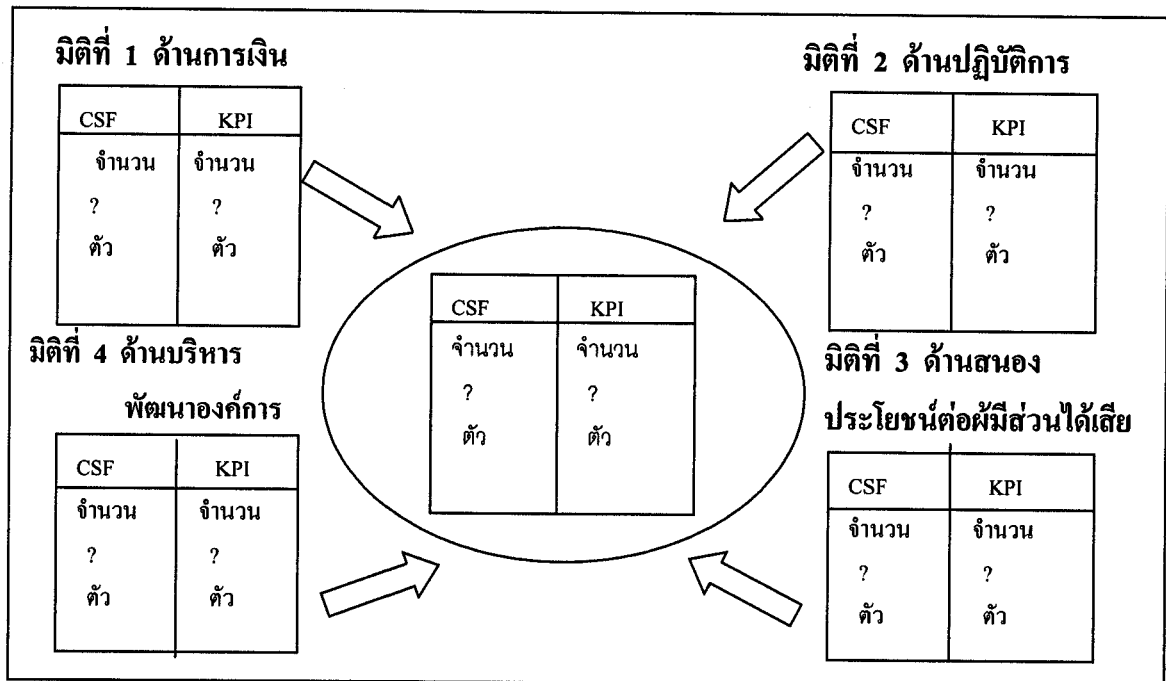 มิติที่ 1 ด้านการเงิน
CSF KPI
จำนวน จำนวน
? ?
ตัว ตัว
มิติที่ 2 ด้านปฏิบัติการ
CSF KPI
จำนวน จำนวน
? ?
ตัว ตัว
CSF KPI
จำนวน จำนวน
? ?
ตัว ตัว
มิติที่ 4 ด้านบริหาร
พัฒนาองค์การ
CSF KPI
จำนวน จำนวน
? ?
ตัว ตัว
มิติที่ 3 ด้านสนอง
ประโยชน์ต่อผู้มีส่วนได้เสีย
CSF KPI
จำนวน จำนวน
? ?
ตัว ตัว